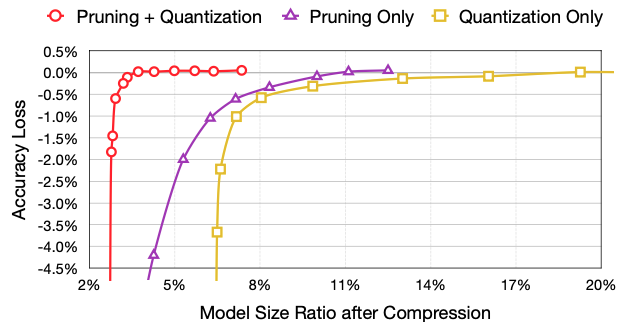 Pruning + Quantization Pruning Only Quantization Only
0.5%
0.0%
-0.5%
-1.0%
-1.5%
-2.0%
-2.5%
-3.0%
-3.5%
-4.0%
-4.5%
Accuracy Loss
2% 5% 8% 11% 14% 17% 20%
Model Size Ratio after Compression